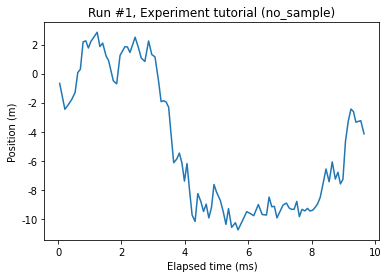 Run #1, Experiment tutorial (no_sample)
Position (m)
2
0
-2
-4
-6
-8
-10
0 2 4 6 8 10
Elapsed time (ms)